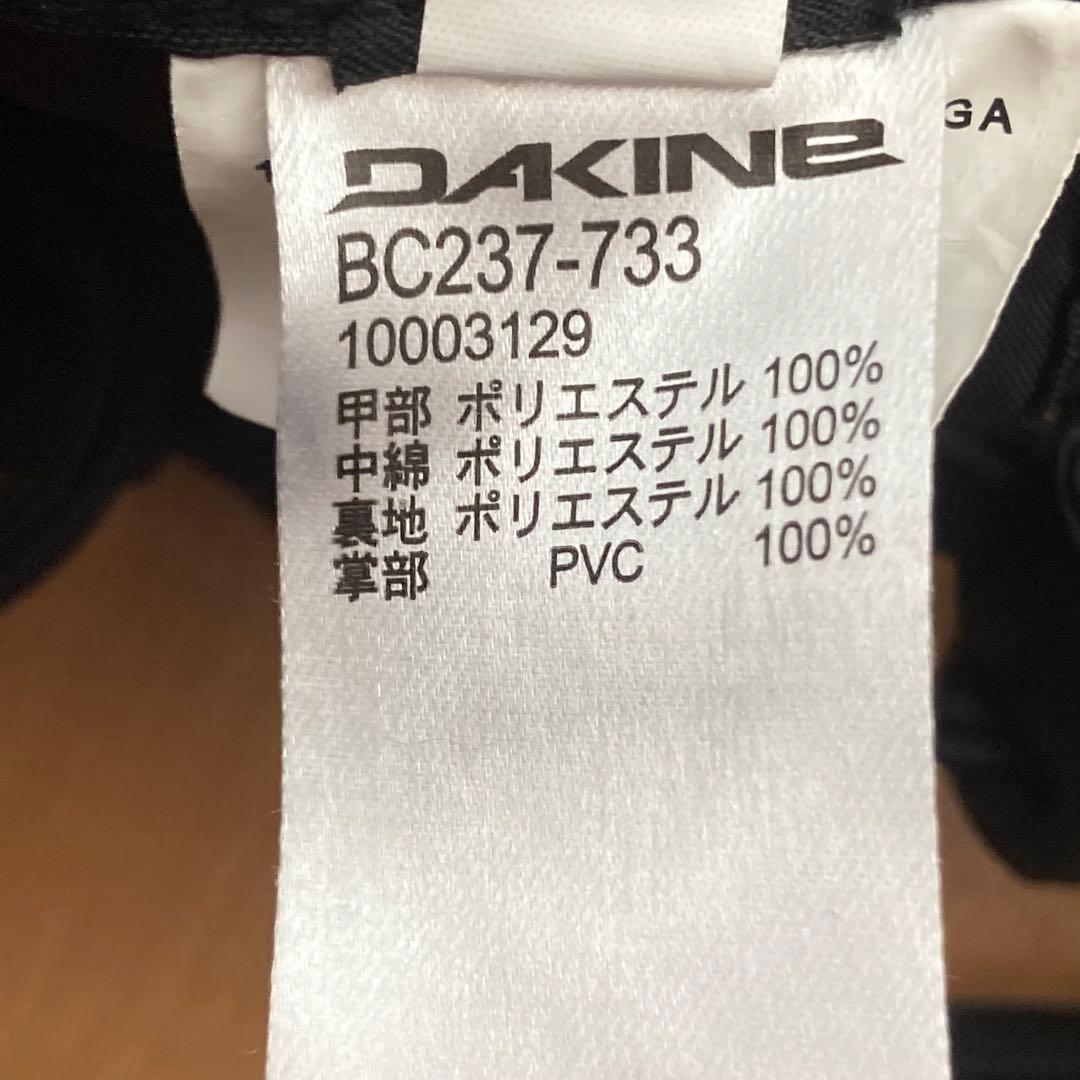 DAKINE
GA
BC237-733
10003129
甲部 ポリエステル 100%
中綿 ポリエステル 100%
裏地 ポリエステル 100%
掌部 PVC 100%